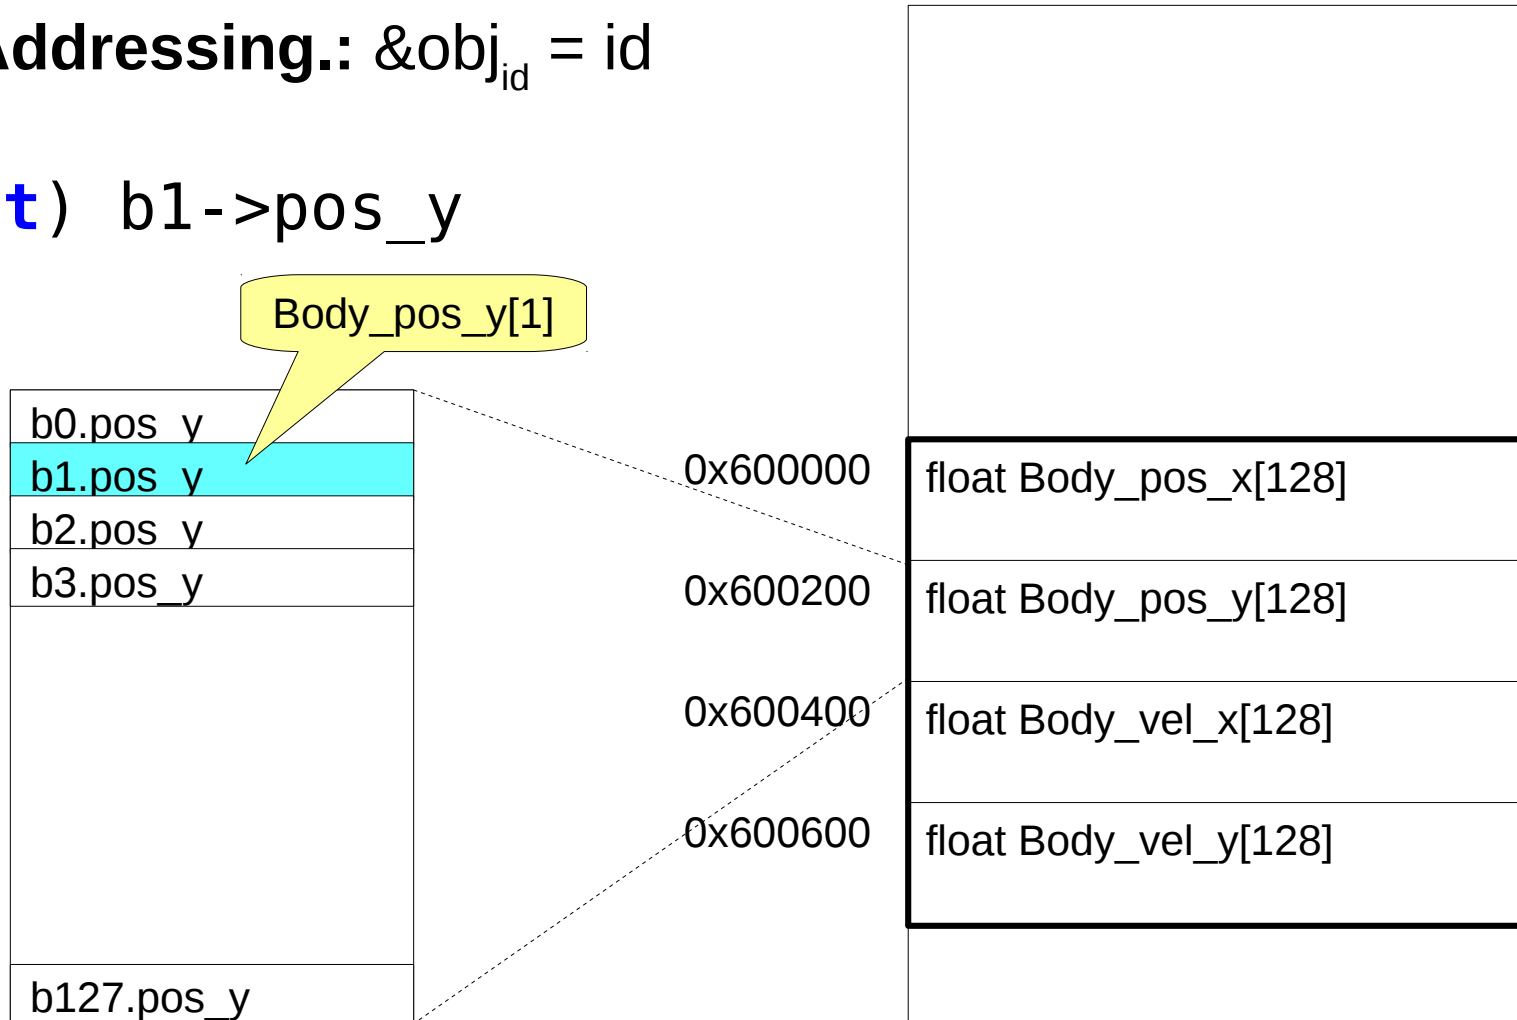 Addressing.: &obj_id = id
t) b1->pos_y
Body_pos_y[1]
b0.pos_y
b1.pos_y
b2.pos_y
b3.pos_y
b127.pos_y
0x600000 float Body_pos_x[128]
0x600200 float Body_pos_y[128]
0x600400 float Body_vel_x[128]
0x600600 float Body_vel_y[128]